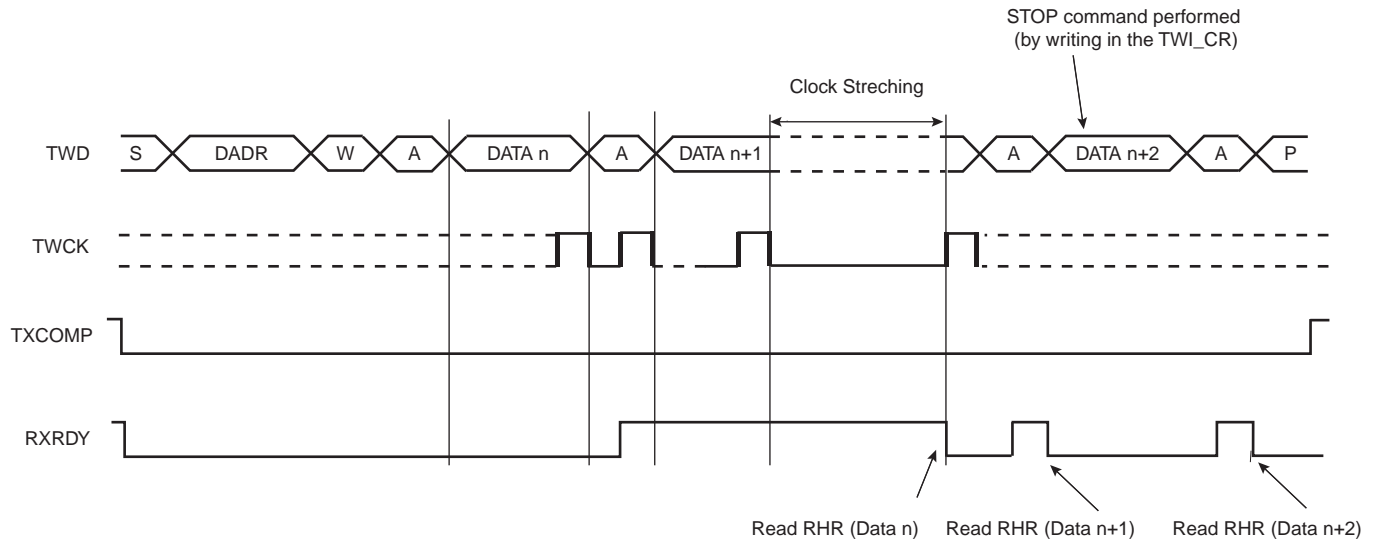 STOP command performed
(by writing in the TWI_CR)
Clock Streching
TWD
S
DADR
W
A
DATA n
A
DATA n+1
A
DATA n+2
A
P
TWCK
TXCOMP
RXRDY
Read RHR (Data n)
Read RHR (Data n+1)
Read RHR (Data n+2)